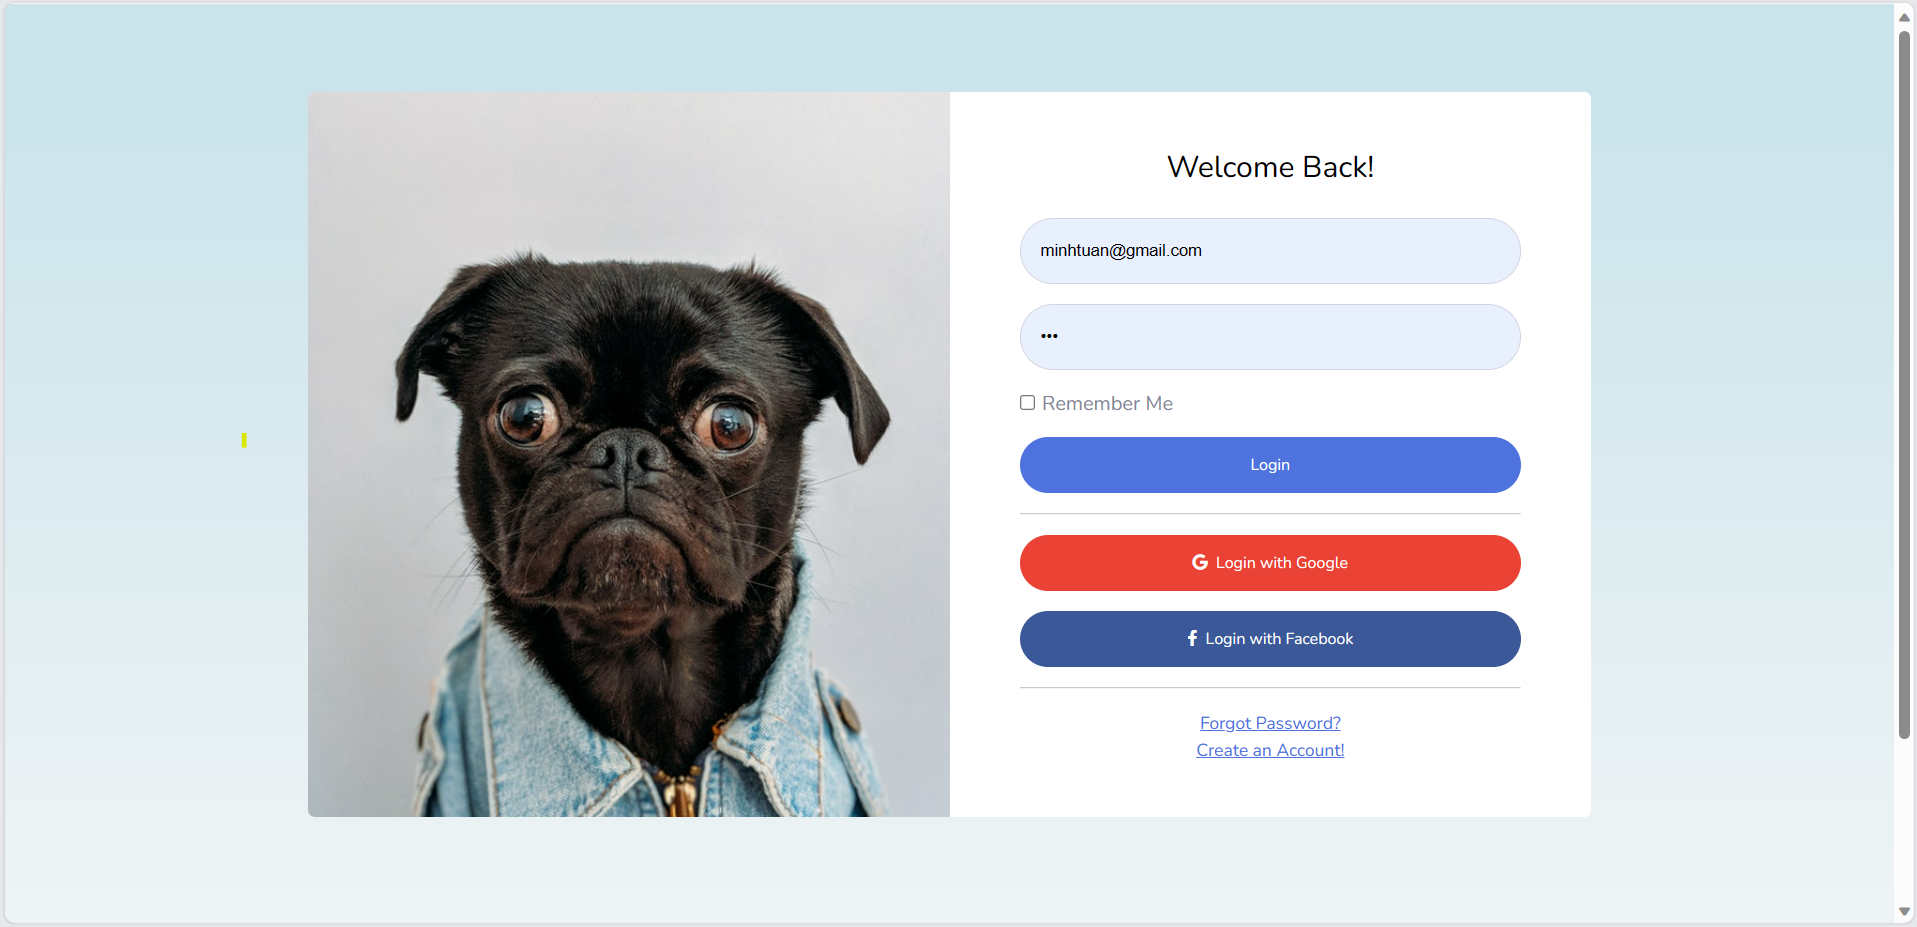 Welcome Back!
minhtuan@gmail.com
•••
Remember Me
Login
Login with Google
Login with Facebook
Forgot Password?
Create an Account!